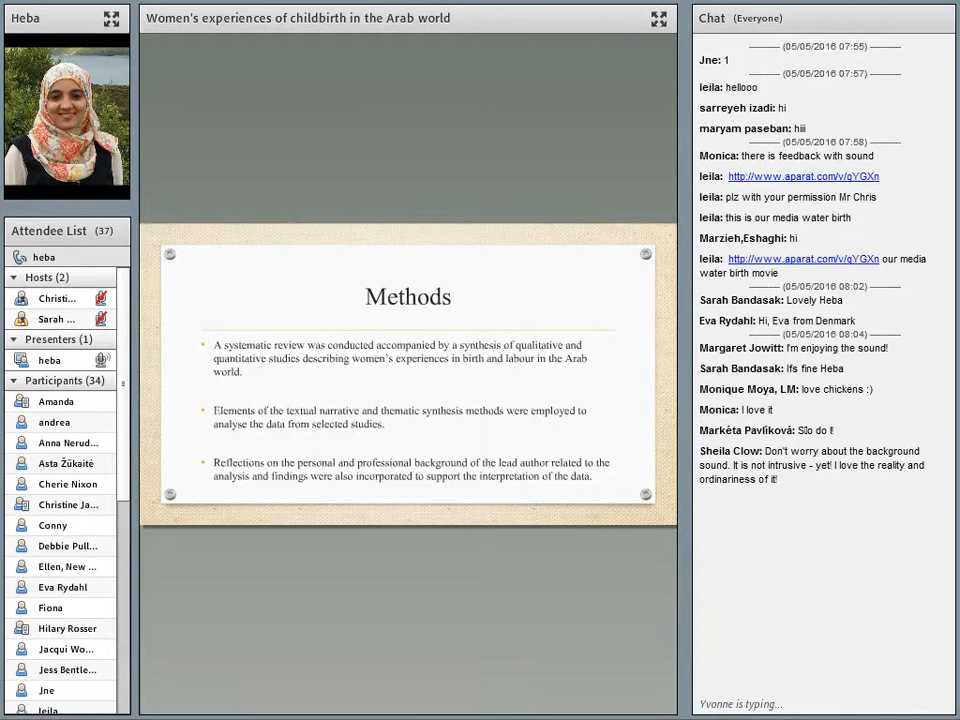 Heba
Attendee List (37)
heba
Hosts (2)
Christi...
Sarah ...
Presenters (1)
heba
Participants (34)
Amanda
andrea
Anna Nerud...
Asta Žūkaitė
Cherie Nixon
Christine Ja...
Conny
Debbie Pull...
Ellen, New ...
Eva Rydahl
Fiona
Hilary Rosser
Jacqui Wo...
Jess Bentle...
Jne
leila
Women's experiences of childbirth in the Arab world
Methods
• A systematic review was conducted accompanied by a synthesis of qualitative and
quantitative studies describing women's experiences in birth and labour in the Arab
world.
• Elements of the textual narrative and thematic synthesis methods were employed to
analyse the data from selected studies.
• Reflections on the personal and professional background of the lead author related to the
analysis and findings were also incorporated to support the interpretation of the data.
Chat (Everyone)
(05/05/2016 07:55)
Jne: 1
(05/05/2016 07:57)
leila: hellooo
sarreyeh izadi: hi
maryam paseban: hiii
(05/05/2016 07:58)
Monica: there is feedback with sound
leila: http://www.aparat.com/v/qYGXn
leila: plz with your permission Mr Chris
leila: this is our media water birth
Marzieh,Eshaghi: hi
leila: http://www.aparat.com/v/qYGXn our media
water birth movie
(05/05/2016 08:02)
Sarah Bandasak: Lovely Heba
Eva Rydahl: Hi, Eva from Denmark
(05/05/2016 08:04)
Margaret Jowitt: I'm enjoying the sound!
Sarah Bandasak: It's fine Heba
Monique Moya, LM: love chickens :)
Monica: I love it
Markéta Pavlíková: do I!
Sheila Clow: Don't worry about the background
sound. It is not intrusive - yet! I love the reality and
ordinariness of it!
Yvonne is typing...